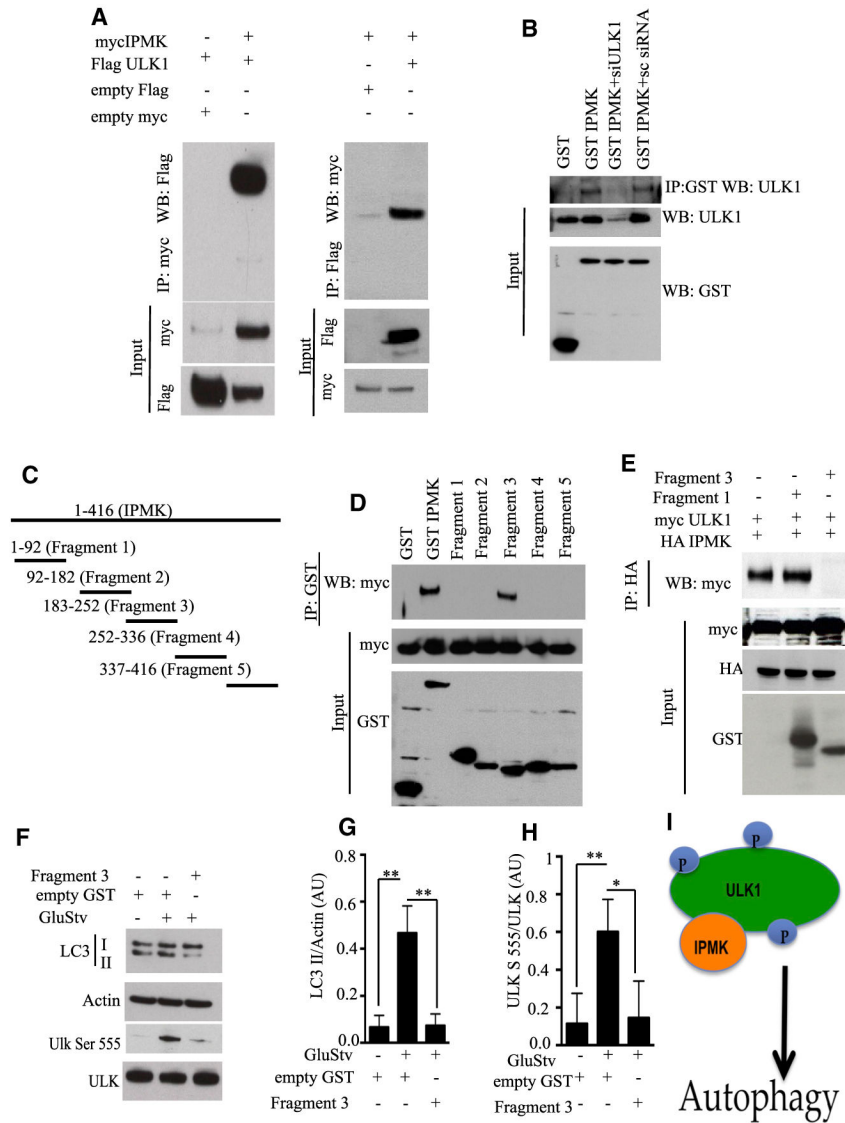 A
mycIPMK - + + +
Flag ULK1 + + - +
empty Flag - - + -
empty myc + - - -
IP: myc WB: Flag
Input
myc
Flag
IP: Flag WB: myc
Input
Flag
myc
B
GST
GST IPMK
GST IPMK+siULK1
GST IPMK+sc siRNA
IP:GST WB: ULK1
WB: ULK1
Input
WB: GST
C
1-416 (IPMK)
1-92 (Fragment 1)
92-182 (Fragment 2)
183-252 (Fragment 3)
252-336 (Fragment 4)
337-416 (Fragment 5)
D
GST
GST IPMK
Fragment 1
Fragment 2
Fragment 3
Fragment 4
Fragment 5
IP: GST
WB: myc
Input
myc
GST
E
Fragment 3 - - +
Fragment 1 - + -
myc ULK1 + + +
HA IPMK + + +
IP: HA
WB: myc
Input
myc
HA
GST
F
Fragment 3 - - +
empty GST + + -
GluStv - + +
LC3 I
II
Actin
Ulk Ser 555
ULK
G
LC3 II/Actin (AU)
0.8
0.6
0.4
0.2
0.0
** **
GluStv - + +
empty GST + + -
Fragment 3 - - +
H
ULK S 555/ULK (AU)
1
0.8
0.6
0.4
0.2
0
** *
GluStv - + +
empty GST + + -
Fragment 3 - - +
I
P
P
ULK1
IPMK
P
Autophagy